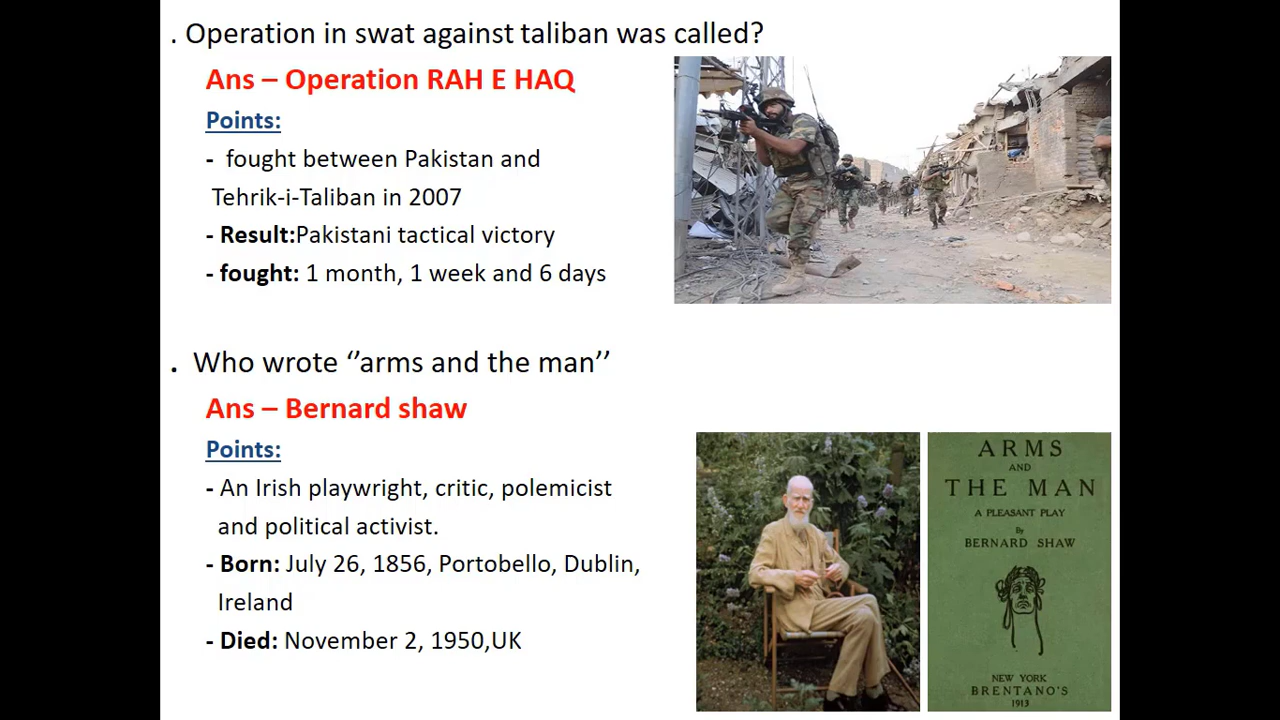 . Operation in swat against taliban was called?
Ans – Operation RAH E HAQ
Points:
- fought between Pakistan and
Tehrik-i-Taliban in 2007
- Result:Pakistani tactical victory
- fought: 1 month, 1 week and 6 days
. Who wrote ‘’arms and the man’’
Ans – Bernard shaw
Points:
- An Irish playwright, critic, polemicist
and political activist.
- Born: July 26, 1856, Portobello, Dublin,
Ireland
- Died: November 2, 1950,UK
ARMS
AND
THE MAN
A PLEASANT PLAY
By
BERNARD SHAW
NEW YORK
BRENTANO'S
1913